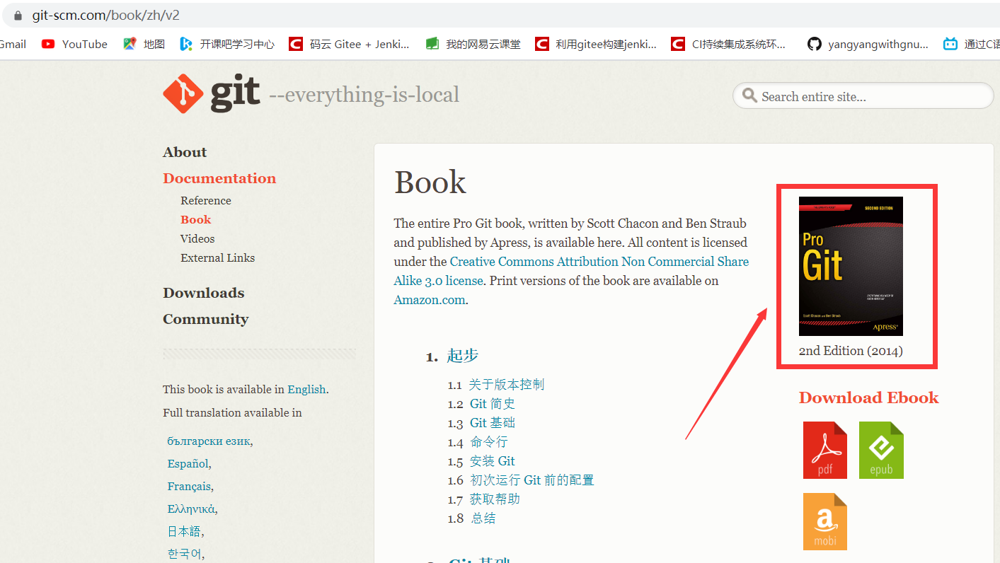 git-scm.com/book/zh/v2
Gmail
YouTube
地图
开课吧学习中心
码云 Gitee + Jenki...
我的网易云课堂
利用gitee构建jenki...
CI持续集成系统环...
yangyangwithgnu...
通过C语
git --everything-is-local
Search entire site...
About
Documentation
Reference
Book
Videos
External Links
Downloads
Community
This book is available in English.
Full translation available in
български език,
Español,
Français,
Ελληνικά,
日本語,
한국어,
Book
The entire Pro Git book, written by Scott Chacon and Ben Straub
and published by Apress, is available here. All content is licensed
under the Creative Commons Attribution Non Commercial Share
Alike 3.0 license. Print versions of the book are available on
Amazon.com.
1. 起步
1.1 关于版本控制
1.2 Git 简史
1.3 Git 基础
1.4 命令行
1.5 安装 Git
1.6 初次运行 Git 前的配置
1.7 获取帮助
1.8 总结
2. Git 基础
SECOND EDITION
Pro
Git
EVERYTHING YOU NEED TO
KNOW ABOUT GIT
Scott Chacon and Ben Straub
Apress®
2nd Edition (2014)
Download Ebook
pdf
epub
a
mobi